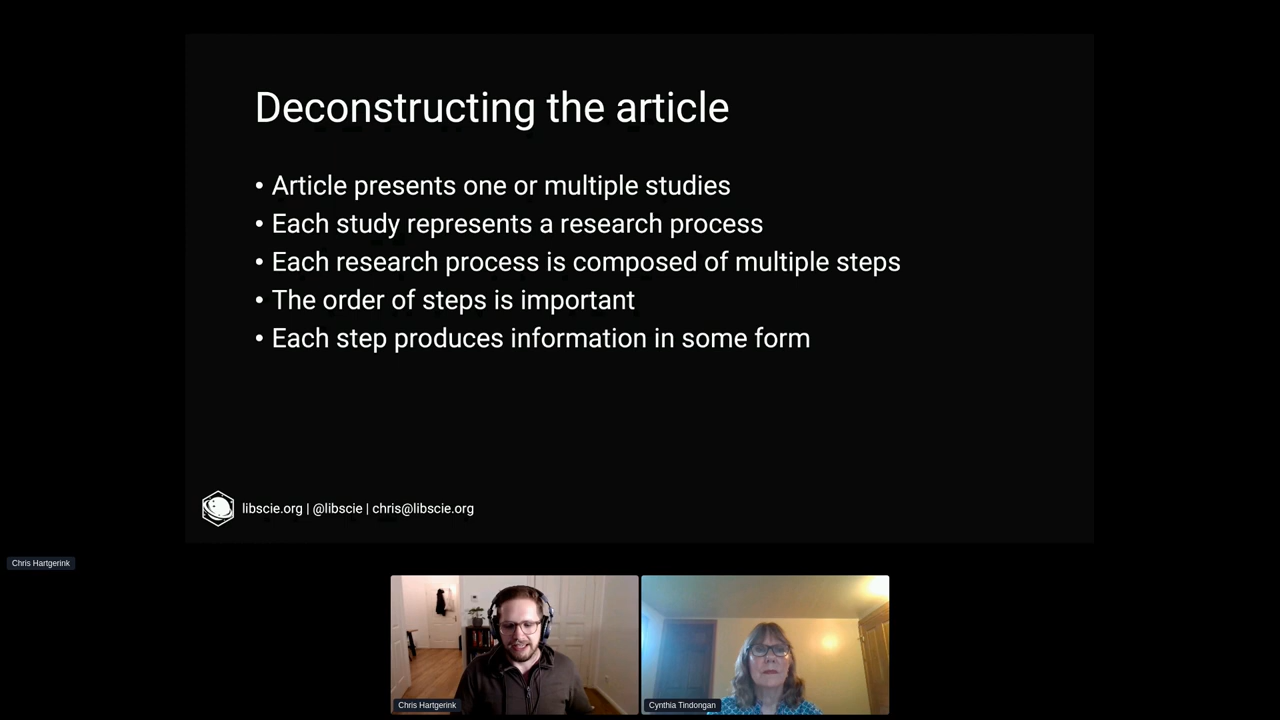 Deconstructing the article
• Article presents one or multiple studies
• Each study represents a research process
• Each research process is composed of multiple steps
• The order of steps is important
• Each step produces information in some form
libscie.org | @libscie | chris@libscie.org
Chris Hartgerink
Chris Hartgerink
Cynthia Tindongan